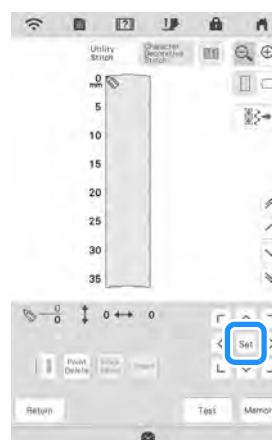 Utility Stitch
Character Decorative Stitch
0
mm
5
10
15
20
25
30
35
0
0
0
0
Set
Point Delete
Insert
Return
Test
Memor